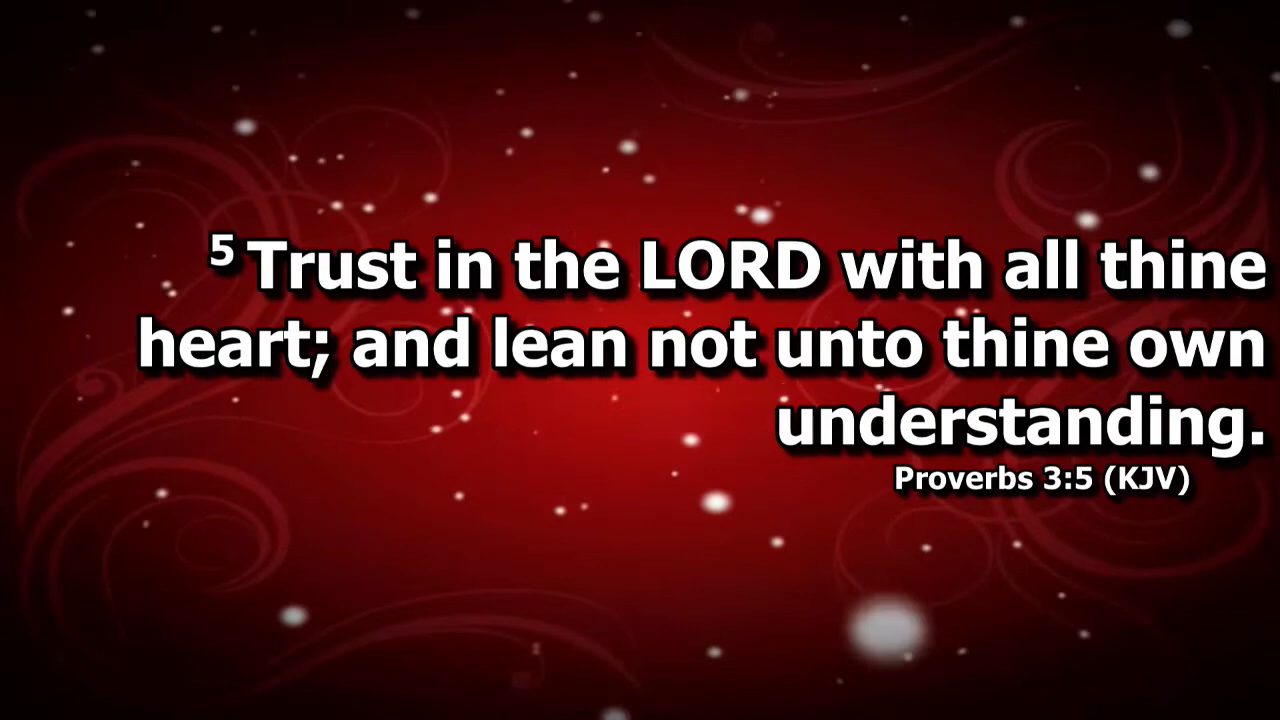 5 Trust in the LORD with all thine
heart; and lean not unto thine own
understanding.
Proverbs 3:5 (KJV)